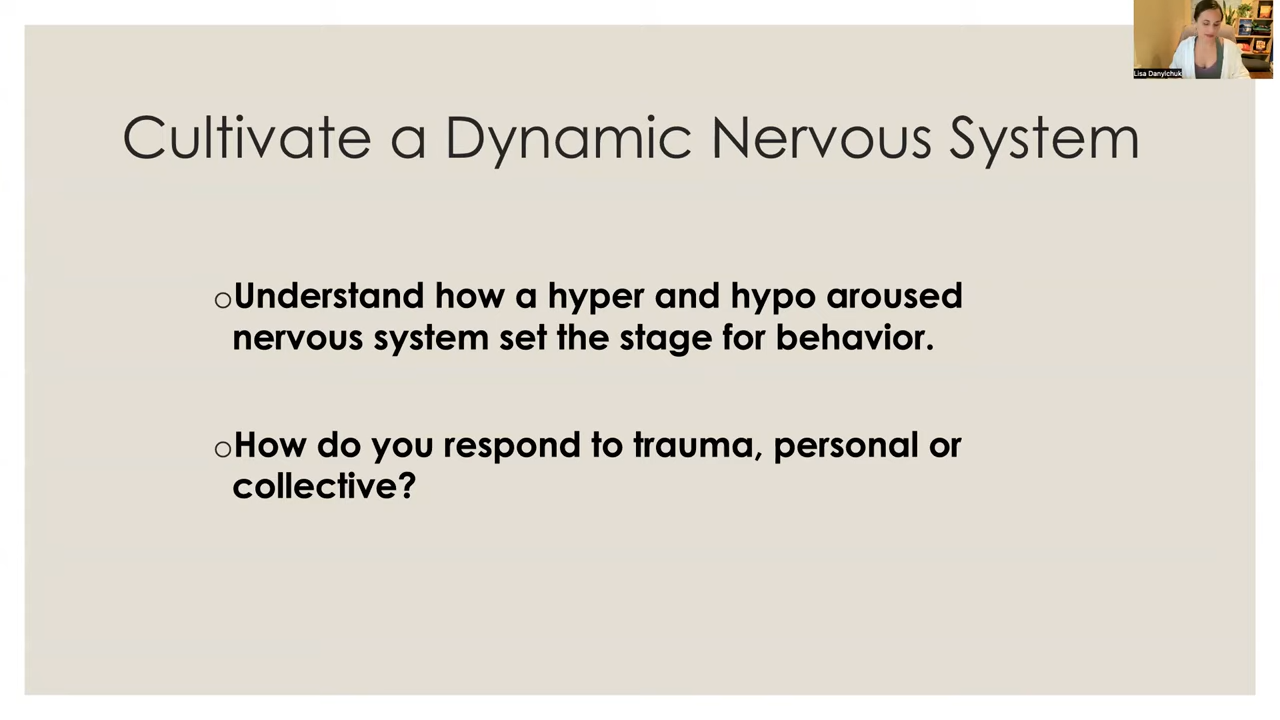 Lisa Danylchuk
Cultivate a Dynamic Nervous System
○Understand how a hyper and hypo aroused
nervous system set the stage for behavior.
○How do you respond to trauma, personal or
collective?